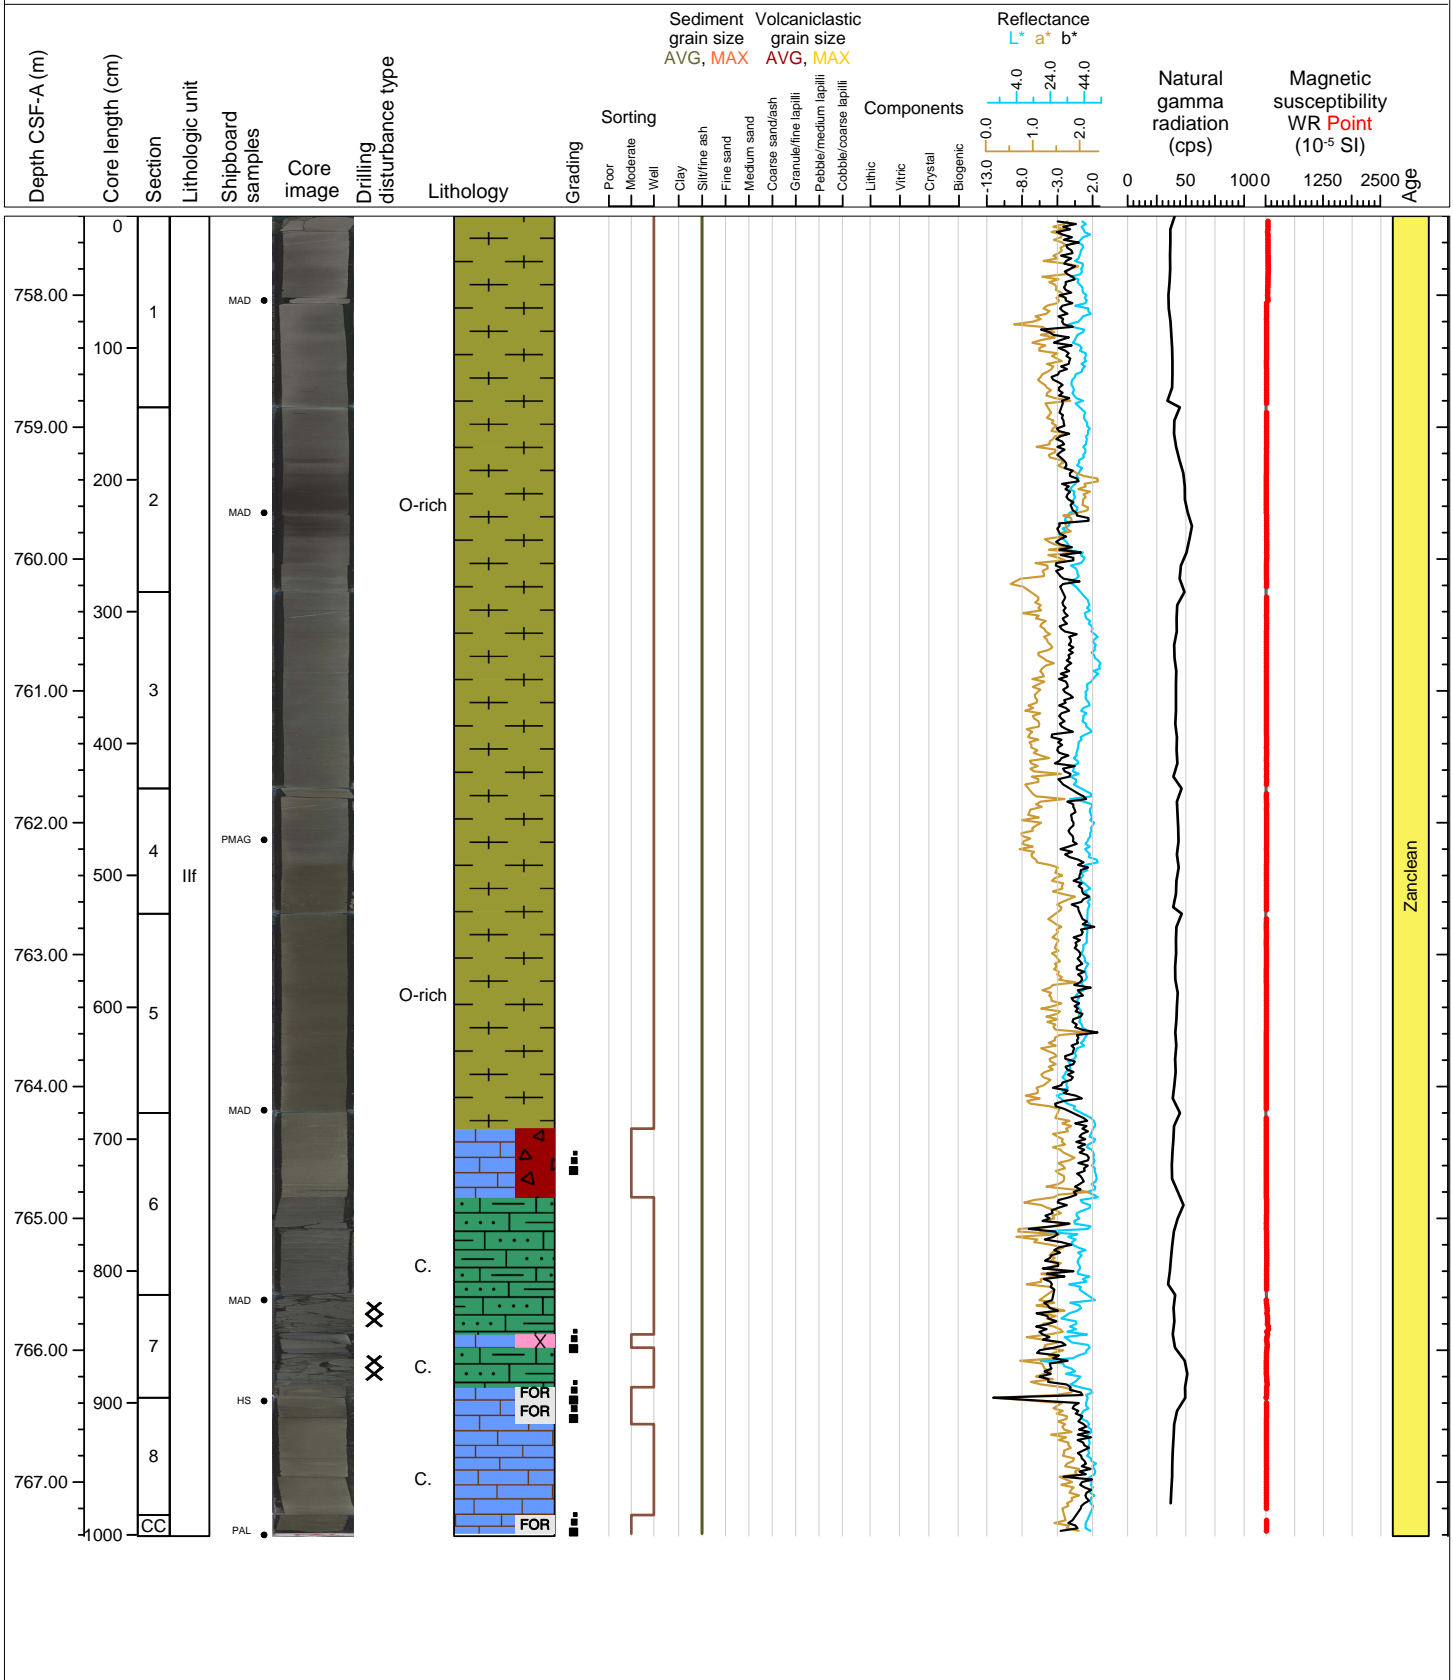 Depth CSF-A (m)
Core length (cm)
Section
Lithologic unit
Shipboard
samples
Core
image
Drilling
disturbance type
Lithology
Grading
Sorting
Poor
Moderate
Well
Sediment
grain size
AVG, MAX
Volcaniclastic
grain size
AVG, MAX
Clay
Silt/fine ash
Fine sand
Medium sand
Coarse sand/ash
Granule/fine lapilli
Pebble/medium lapilli
Cobble/coarse lapilli
Components
Lithic
Vitric
Crystal
Biogenic
Reflectance
L* a* b*
4.0 24.0 44.0
0.0 1.0 2.0
-13.0 -8.0 -3.0 2.0
Natural
gamma
radiation
(cps)
0 50 100
Magnetic
susceptibility
WR Point
(10-5 SI)
0 1250 2500
Age
0
758.00
MAD
1
100
759.00
200
2
O-rich
MAD
760.00
300
3
761.00
400
762.00
PMAG
4
500
IIf
Zanclean
763.00
O-rich
600
5
764.00
MAD
700
6
765.00
C.
800
MAD
766.00
7
C.
FOR
HS
900
FOR
8
C.
767.00
CC
FOR
PAL
1000